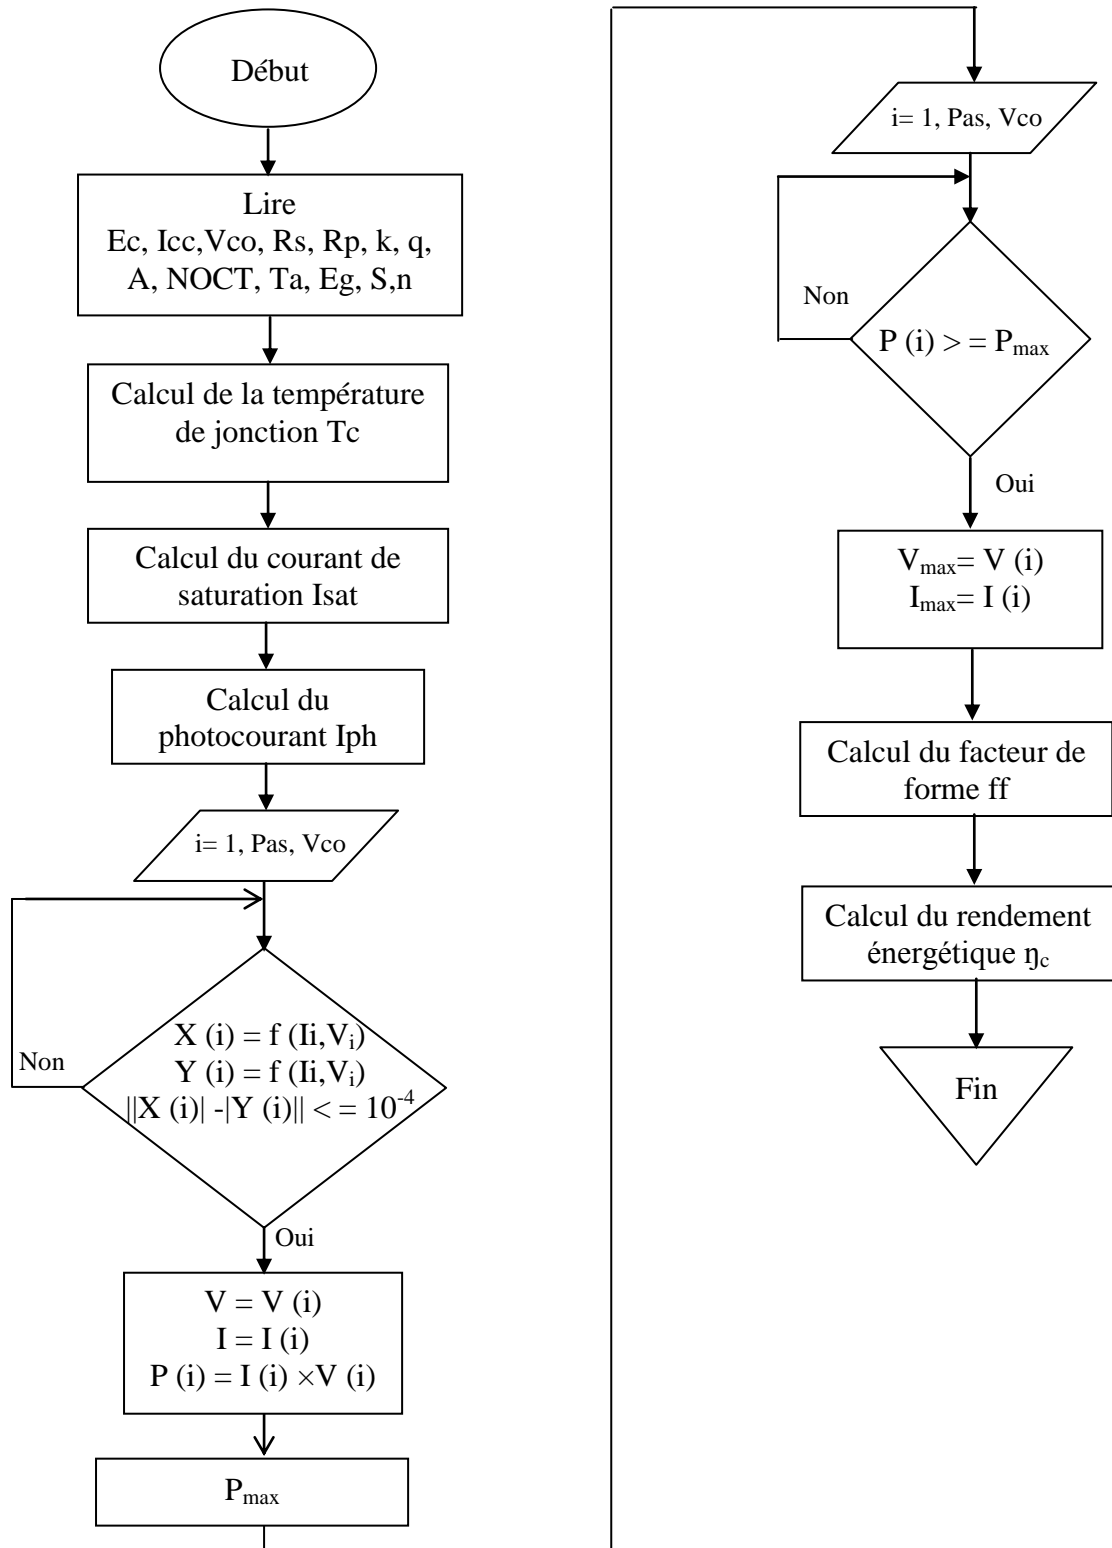 Début
Lire
Ec, Icc,Vco, Rs, Rp, k, q,
A, NOCT, Ta, Eg, S,n
Calcul de la température
de jonction Tc
Calcul du courant de
saturation Isat
Calcul du
photocourant Iph
i= 1, Pas, Vco
X (i) = f (Ii,Vi)
Y (i) = f (Ii,Vi)
||X (i)| -|Y (i)|| < = 10-4
Non
Oui
V = V (i)
I = I (i)
P (i) = I (i) ×V (i)
Pmax
i= 1, Pas, Vco
Non
P (i) > = Pmax
Oui
Vmax= V (i)
Imax= I (i)
Calcul du facteur de
forme ff
Calcul du rendement
énergétique ŋc
Fin